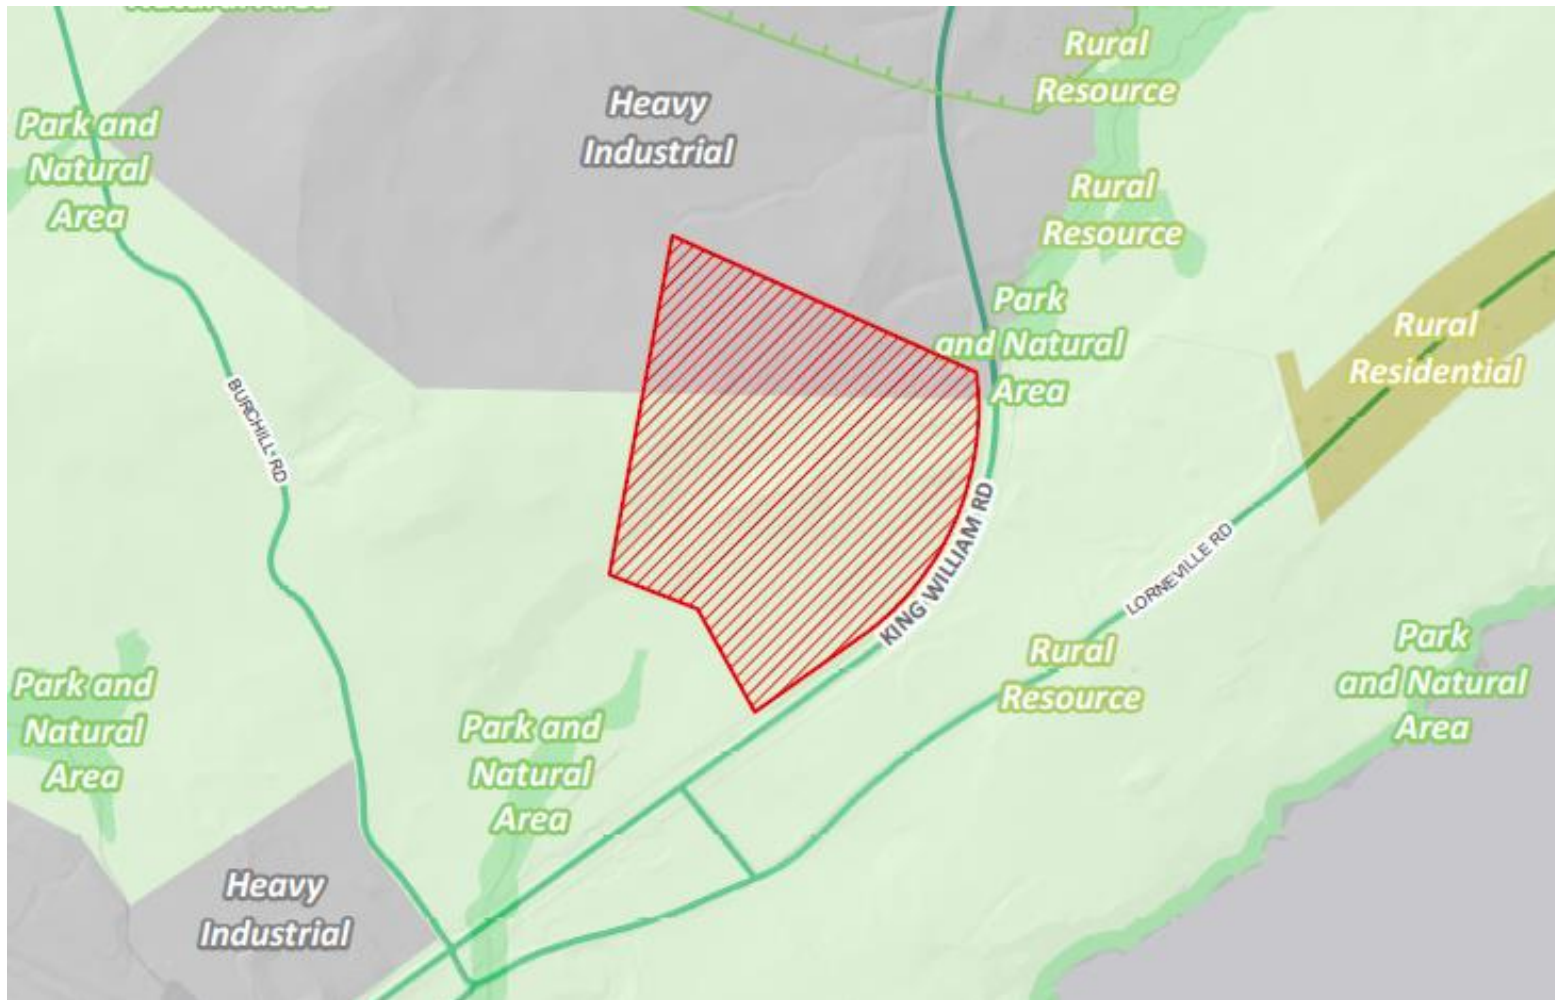 Natural Area
Rural
Resource
Heavy
Industrial
Park and
Natural
Area
Rural
Resource
Park
and Natural
Area
Rural
Residential
BURCHILL RD
KING WILLIAM RD
LORNEVILLE RD
Rural
Resource
Park
and Natural
Area
Park and
Natural
Area
Park and
Natural
Area
Heavy
Industrial